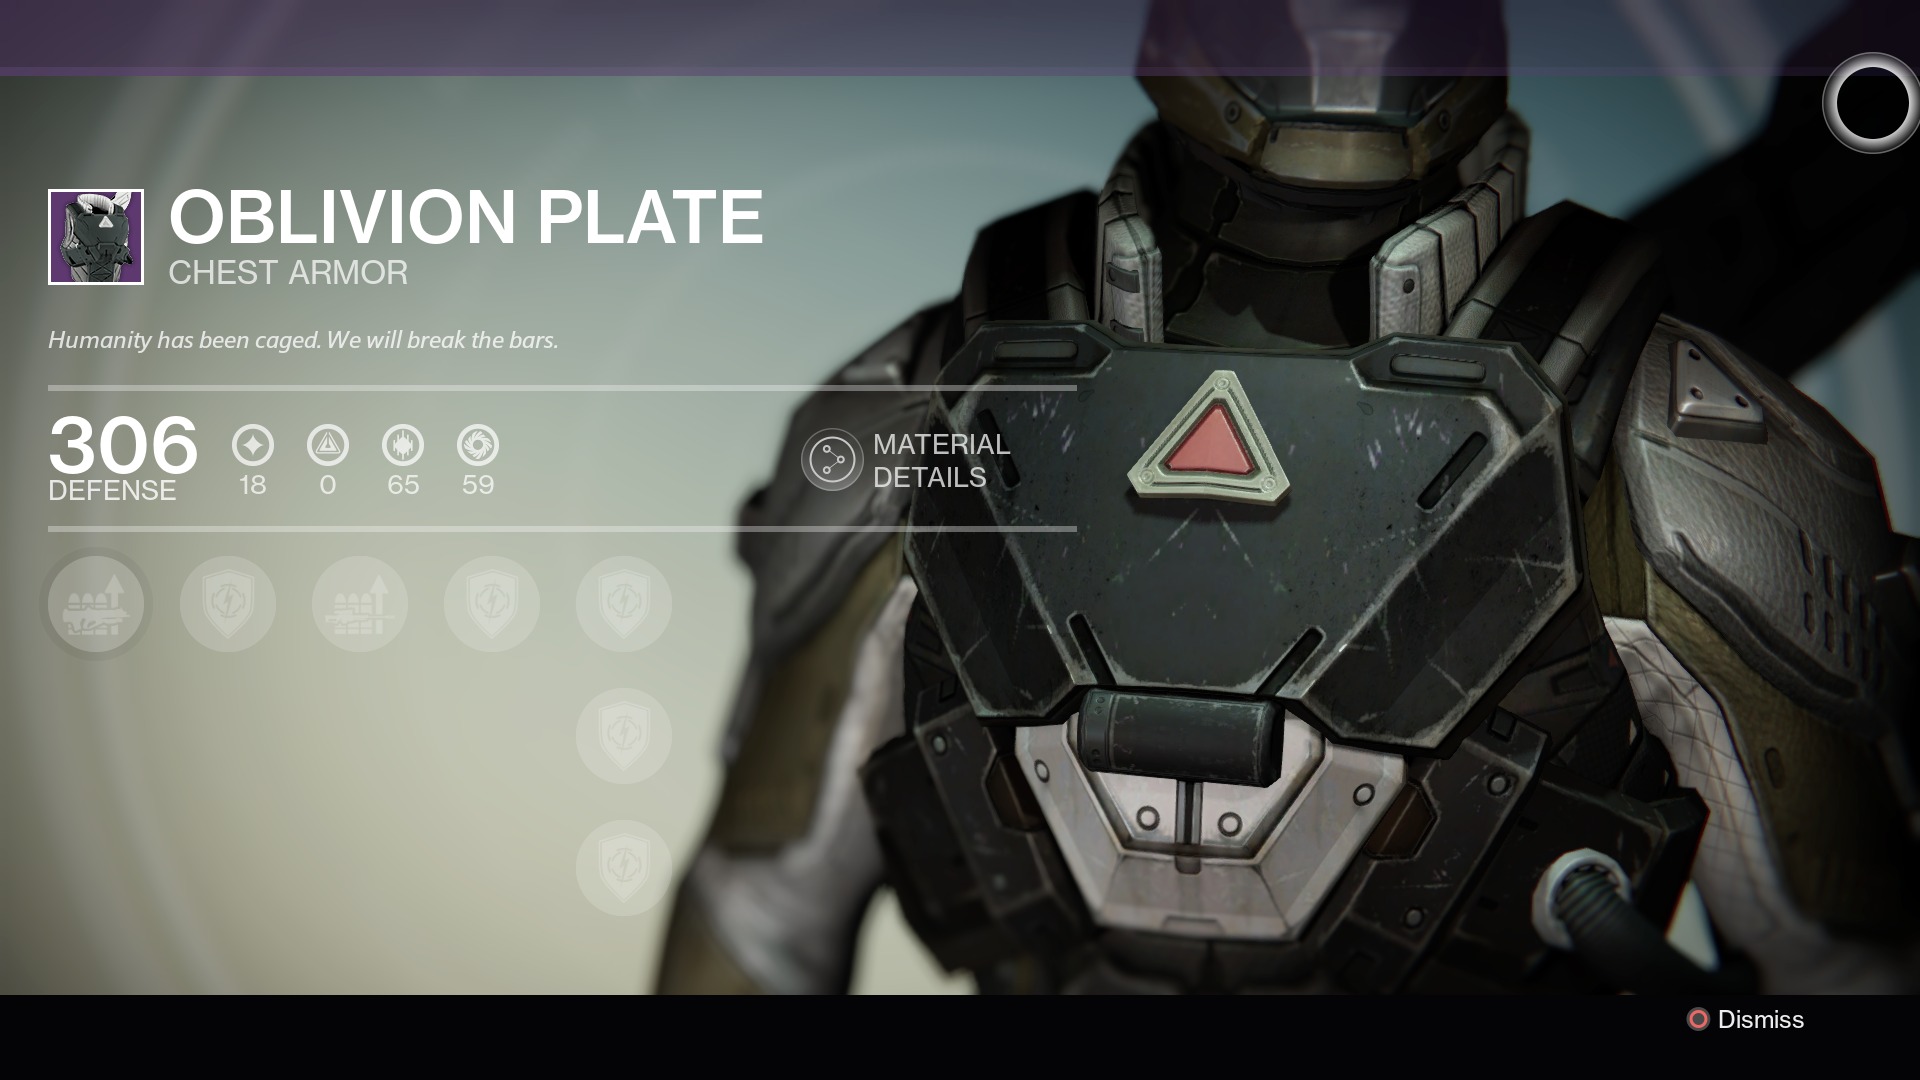 OBLIVION PLATE
CHEST ARMOR
Humanity has been caged. We will break the bars.
306
DEFENSE
18 0 65 59
MATERIAL
DETAILS
Dismiss